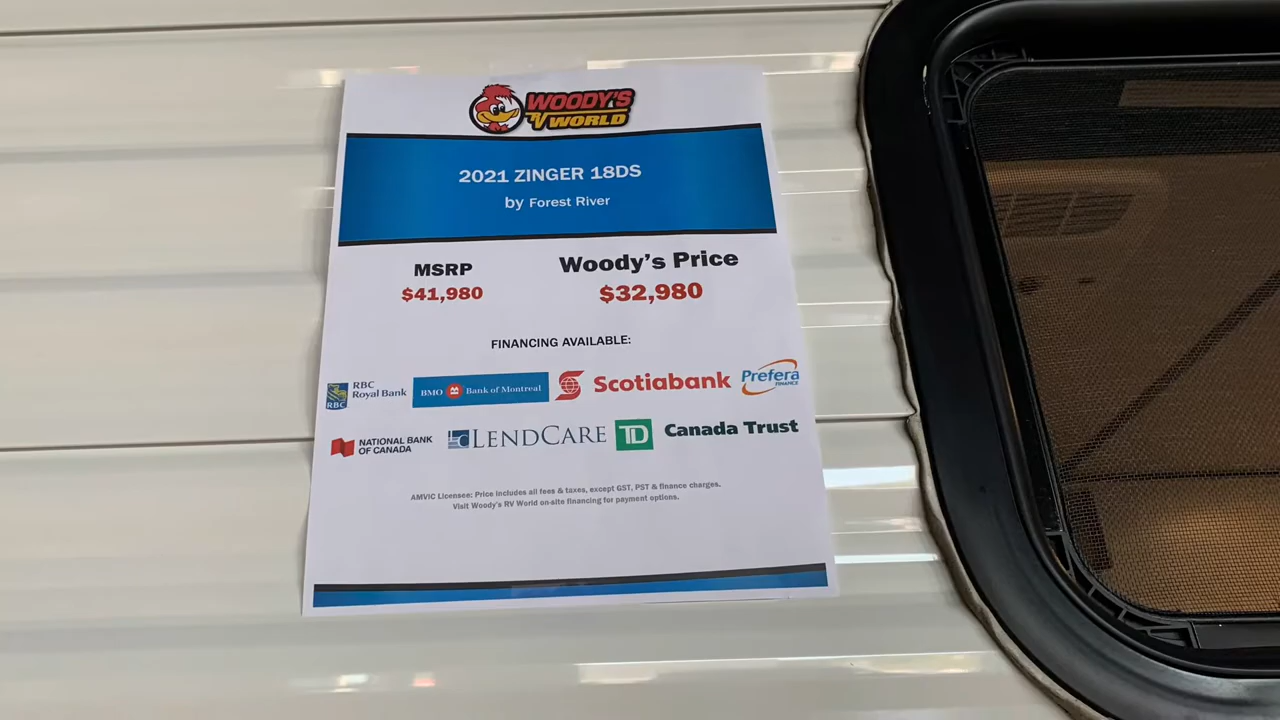 WOODY'S
RV WORLD
2021 ZINGER 18DS
by Forest River
MSRP
$41,980
Woody's Price
$32,980
FINANCING AVAILABLE:
RBC
RBC
Royal Bank
BMO Bank of Montreal
Scotiabank
Prefera
FINANCE
NATIONAL BANK
OF CANADA
LENDCARE
TD Canada Trust
AMVIC Licensee: Price includes all fees & taxes, except GST, PST & finance charges.
Visit Woody's RV World on-site financing for payment options.